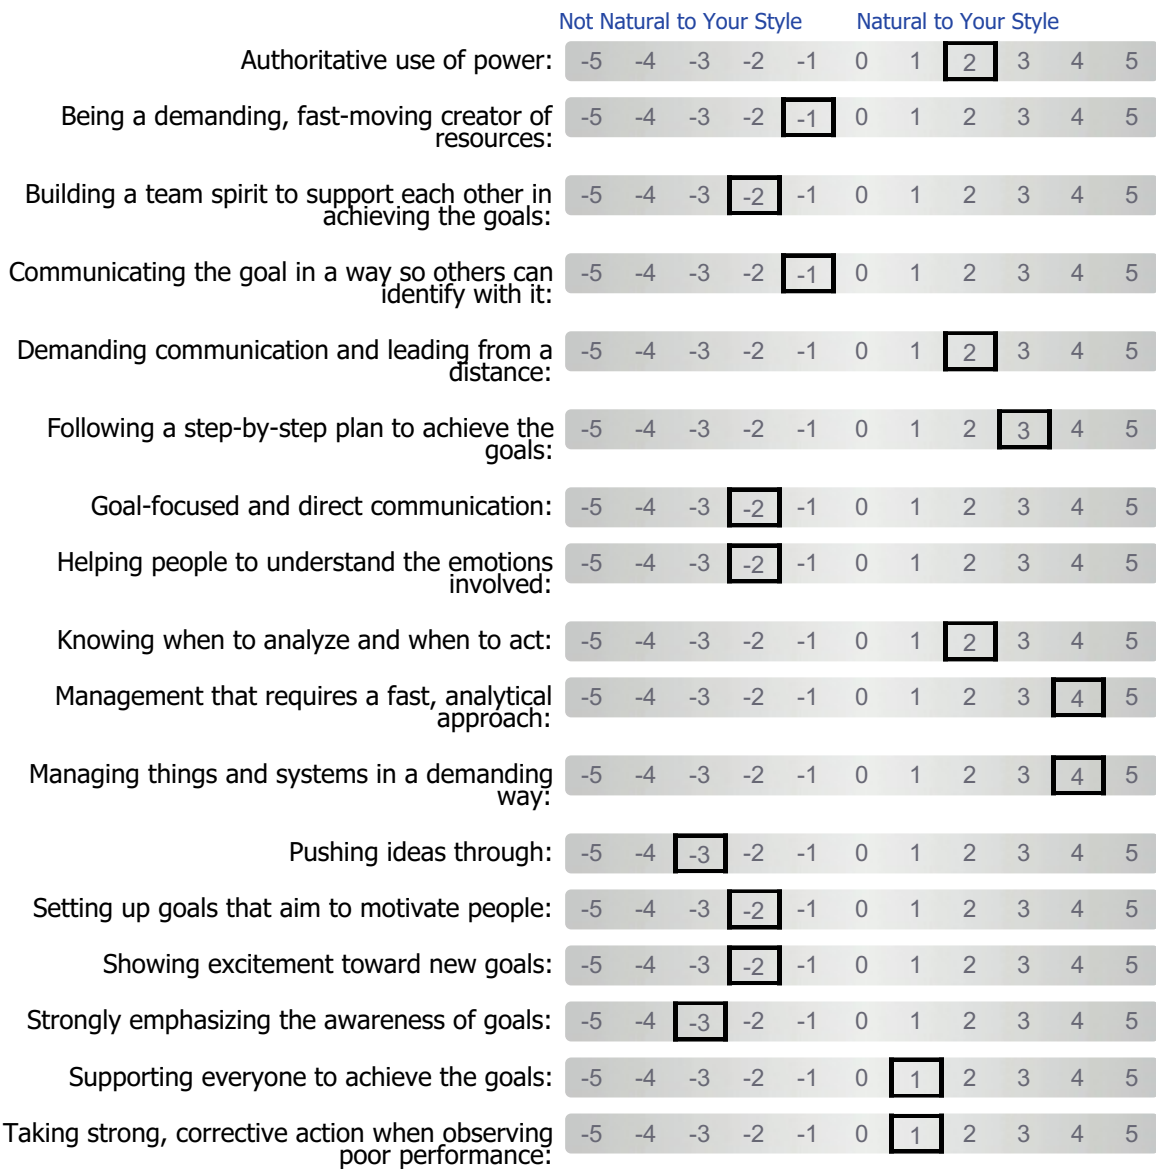 Not Natural to Your Style Natural to Your Style
Authoritative use of power: -5 -4 -3 -2 -1 0 1 2 3 4 5
Being a demanding, fast-moving creator of
resources: -5 -4 -3 -2 -1 0 1 2 3 4 5
Building a team spirit to support each other in
achieving the goals: -5 -4 -3 -2 -1 0 1 2 3 4 5
Communicating the goal in a way so others can
identify with it: -5 -4 -3 -2 -1 0 1 2 3 4 5
Demanding communication and leading from a
distance: -5 -4 -3 -2 -1 0 1 2 3 4 5
Following a step-by-step plan to achieve the
goals: -5 -4 -3 -2 -1 0 1 2 3 4 5
Goal-focused and direct communication: -5 -4 -3 -2 -1 0 1 2 3 4 5
Helping people to understand the emotions
involved: -5 -4 -3 -2 -1 0 1 2 3 4 5
Knowing when to analyze and when to act: -5 -4 -3 -2 -1 0 1 2 3 4 5
Management that requires a fast, analytical
approach: -5 -4 -3 -2 -1 0 1 2 3 4 5
Managing things and systems in a demanding
way: -5 -4 -3 -2 -1 0 1 2 3 4 5
Pushing ideas through: -5 -4 -3 -2 -1 0 1 2 3 4 5
Setting up goals that aim to motivate people: -5 -4 -3 -2 -1 0 1 2 3 4 5
Showing excitement toward new goals: -5 -4 -3 -2 -1 0 1 2 3 4 5
Strongly emphasizing the awareness of goals: -5 -4 -3 -2 -1 0 1 2 3 4 5
Supporting everyone to achieve the goals: -5 -4 -3 -2 -1 0 1 2 3 4 5
Taking strong, corrective action when observing
poor performance: -5 -4 -3 -2 -1 0 1 2 3 4 5